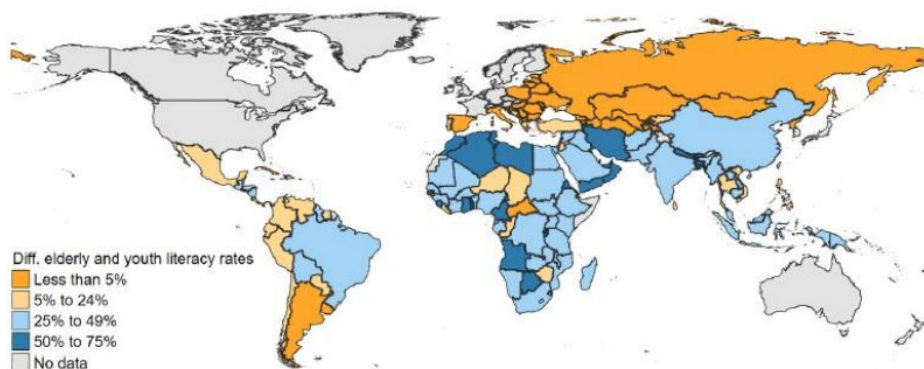 Diff. elderly and youth literacy rates
Less than 5%
5% to 24%
25% to 49%
50% to 75%
No data